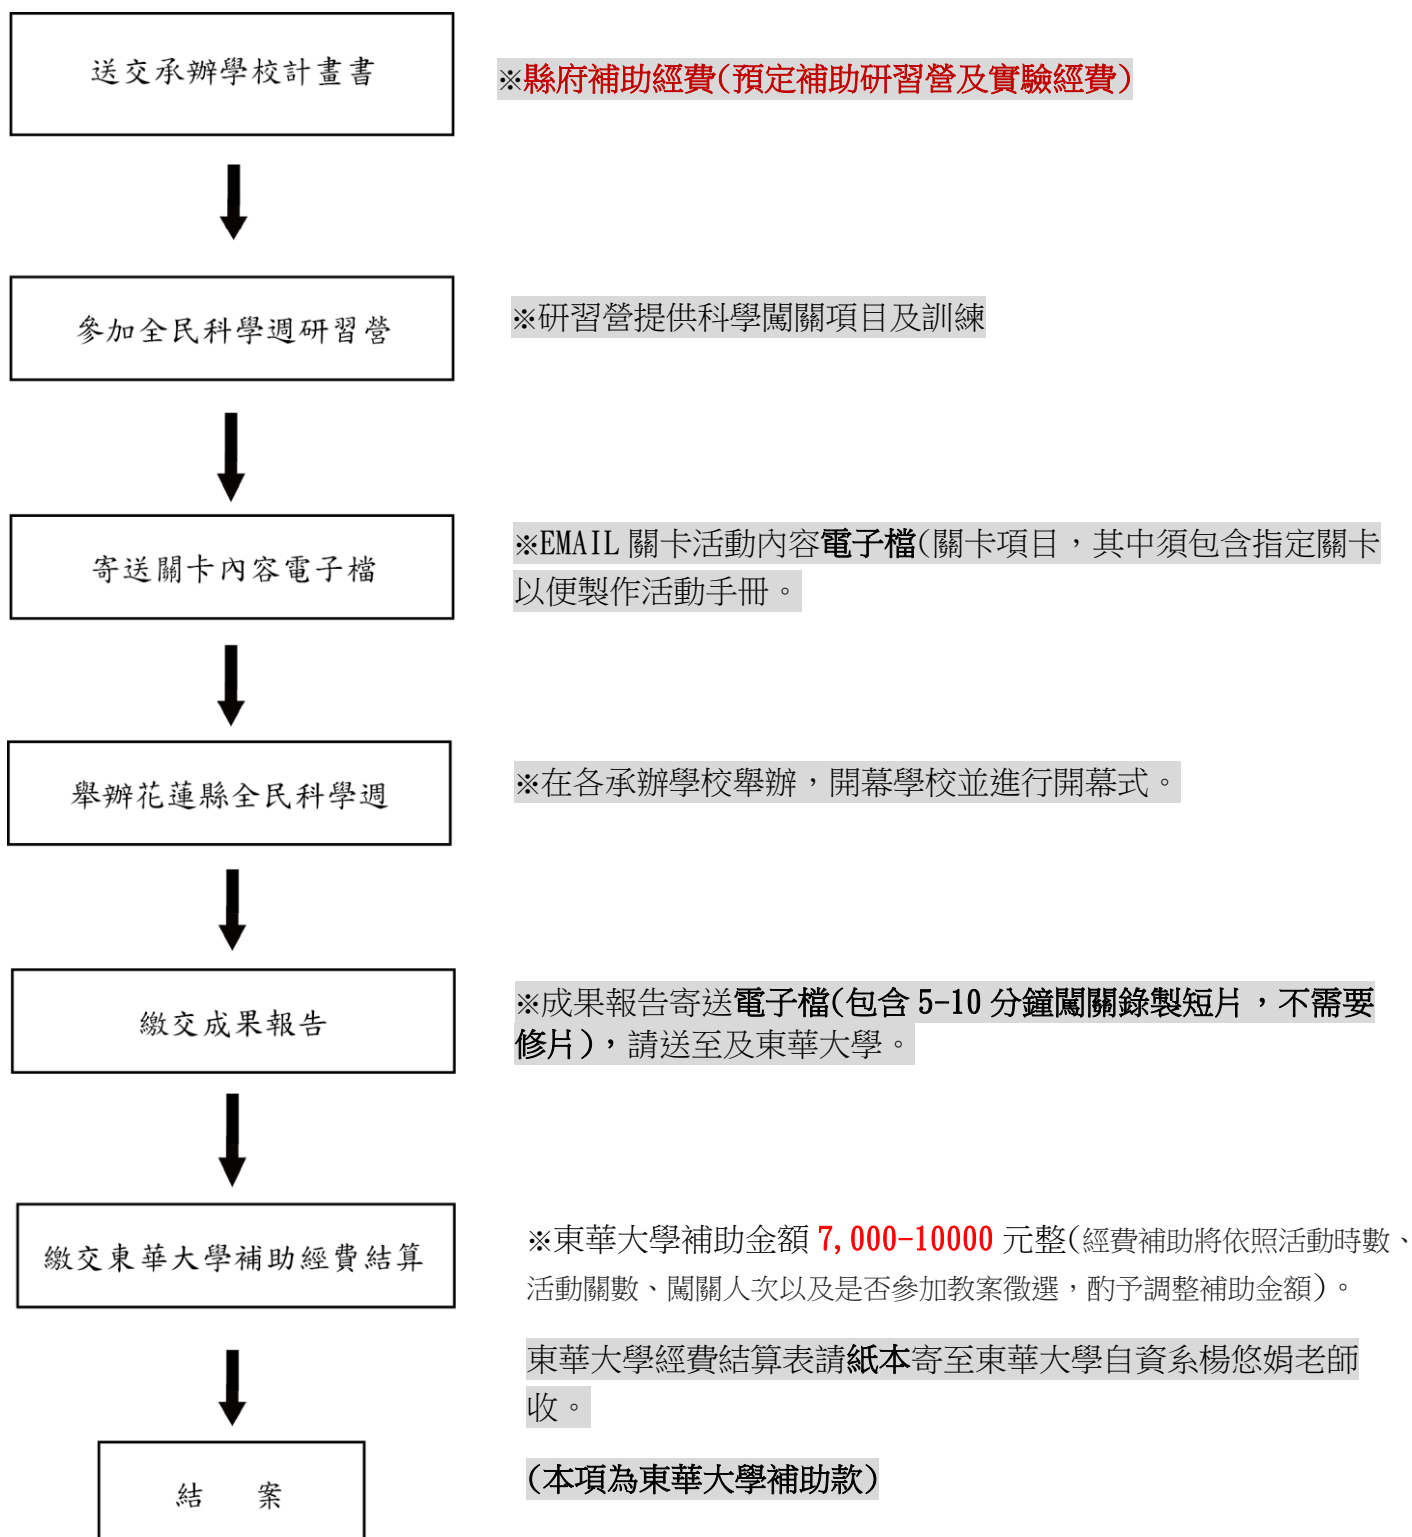 送交承辦學校計畫書
※縣府補助經費(預定補助研習營及實驗經費)
參加全民科學週研習營
※研習營提供科學闖關項目及訓練
寄送關卡內容電子檔
※EMAIL 關卡活動內容電子檔(關卡項目，其中須包含指定關卡
以便製作活動手冊。
舉辦花蓮縣全民科學週
※在各承辦學校舉辦，開幕學校並進行開幕式。
繳交成果報告
※成果報告寄送電子檔(包含 5-10 分鐘闖關錄製短片，不需要
修片)，請送至及東華大學。
繳交東華大學補助經費結算
※東華大學補助金額 7,000-10000 元整(經費補助將依照活動時數、
活動關數、闖關人次以及是否參加教案徵選，酌予調整補助金額)。
東華大學經費結算表請紙本寄至東華大學自資系楊悠娟老師
收。
(本項為東華大學補助款)
結　案